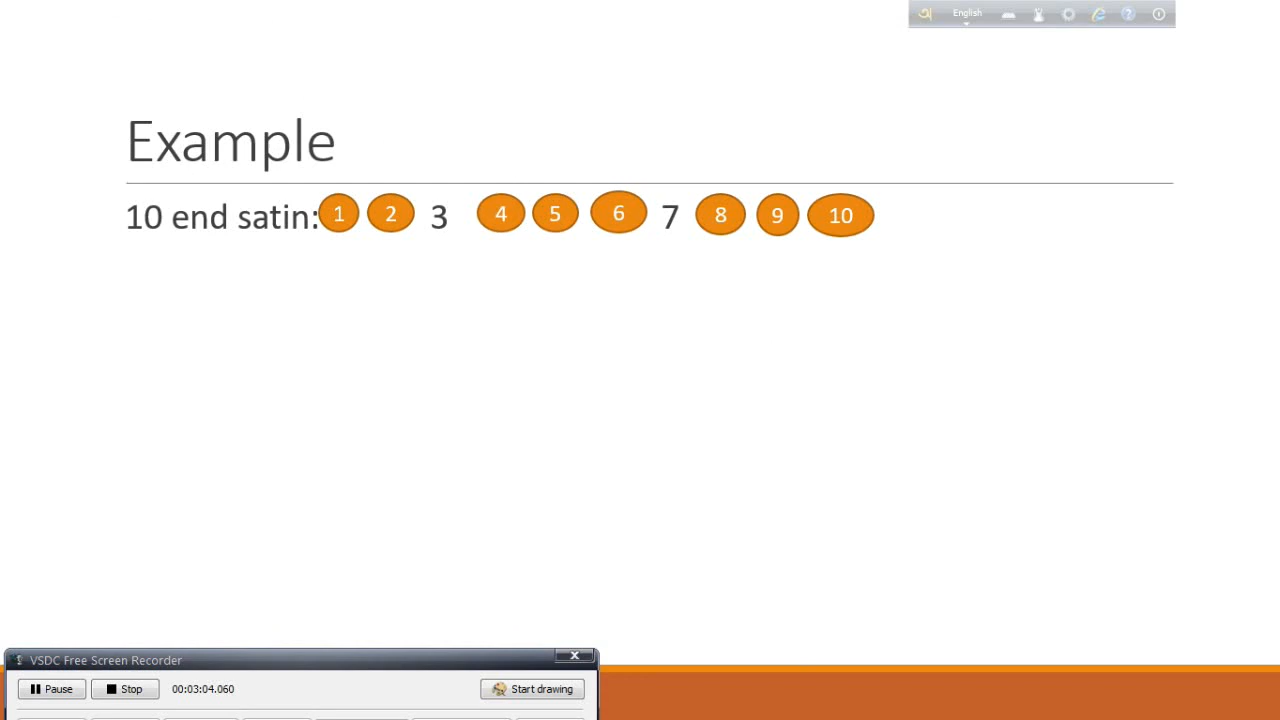 অ English
Example
10 end satin: 1 2 3 4 5 6 7 8 9 10
VSDC Free Screen Recorder
Pause Stop 00:03:04.060 Start drawing